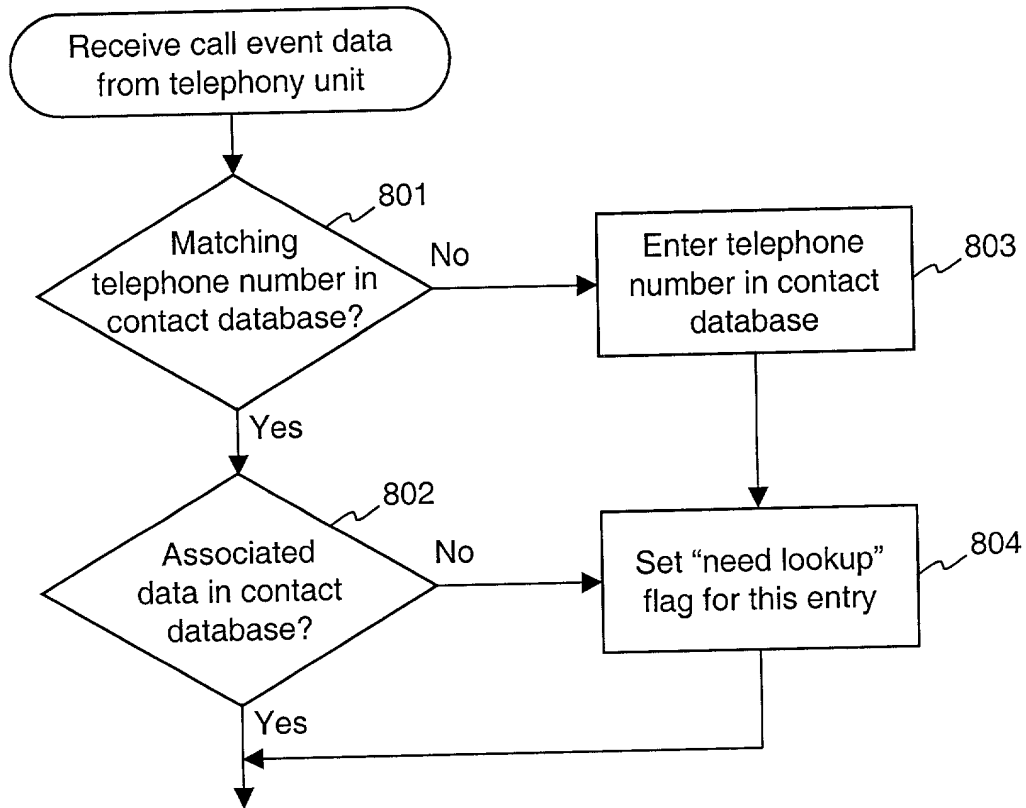 Receive call event data
from telephony unit
801
Matching
telephone number in
contact database?
No
Enter telephone
number in contact
database
803
Yes
802
Associated
data in contact
database?
No
Set “need lookup”
flag for this entry
804
Yes